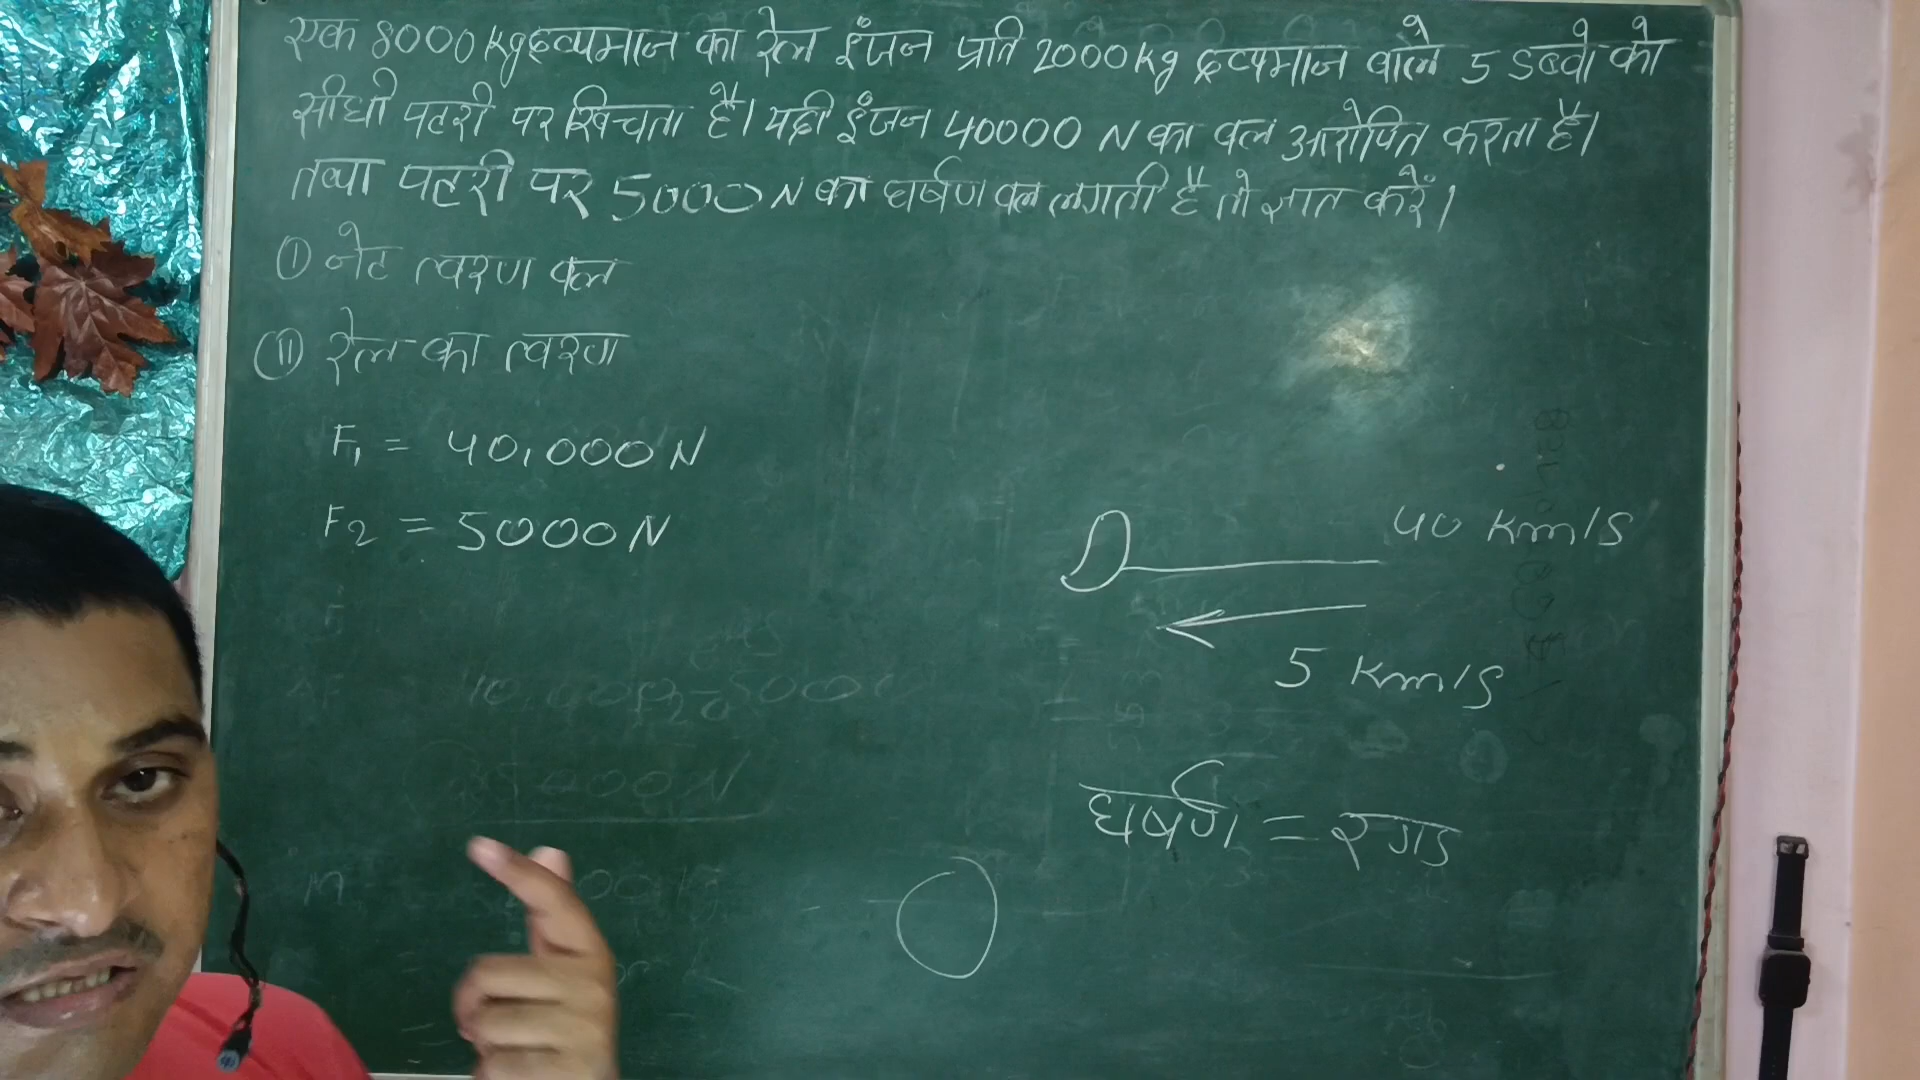 एक 8000 kg द्रव्यमान का रेल इंजन प्रति 2000 kg द्रव्यमान वाले 5 डब्बो को
सीधी पटरी पर खिचता है। यदी इंजन 40000 N का बल आरोपित करता है।
तथा पटरी पर 5000 N का घर्षण बल लगती है तो ज्ञात करें।
(I) नेट त्वरण बल
(II) रेल का त्वरण
F₁ = 40,000 N
F₂ = 5000 N
40 km/s
5 km/s
घर्षण = रगड